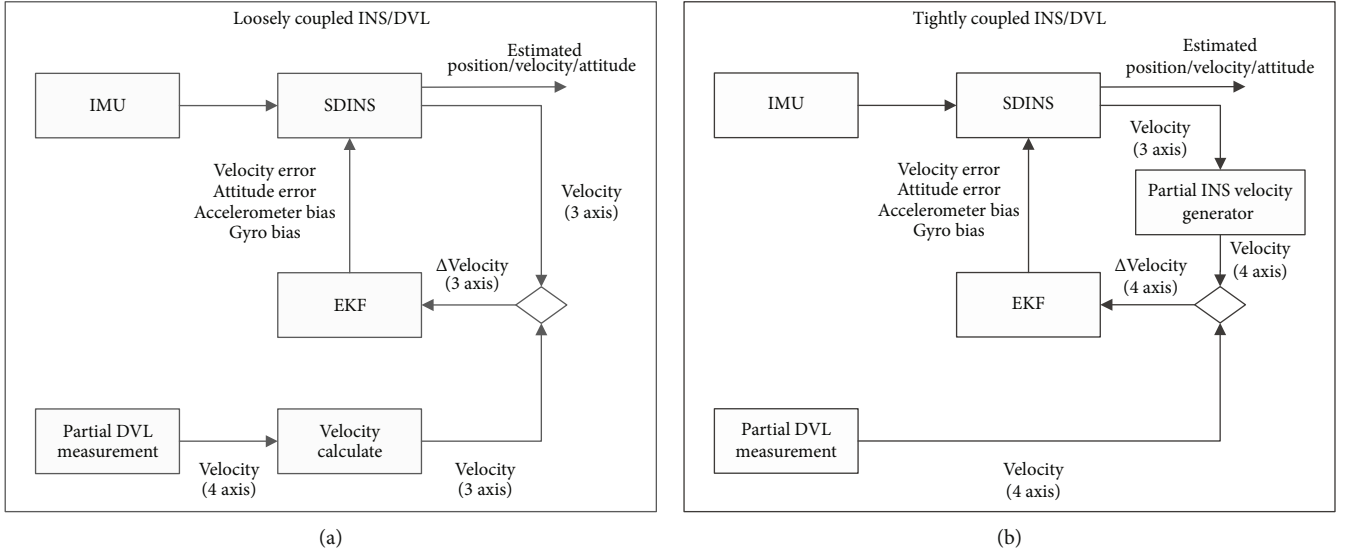 Loosely coupled INS/DVL
Estimated
position/velocity/attitude
IMU
SDINS
Velocity error
Attitude error
Accelerometer bias
Gyro bias
Velocity
(3 axis)
ΔVelocity
(3 axis)
EKF
Partial DVL
measurement
Velocity
calculate
Velocity
(4 axis)
Velocity
(3 axis)
(a)
Tightly coupled INS/DVL
Estimated
position/velocity/attitude
IMU
SDINS
Velocity
(3 axis)
Velocity error
Attitude error
Accelerometer bias
Gyro bias
Partial INS velocity
generator
Velocity
(4 axis)
ΔVelocity
(4 axis)
EKF
Partial DVL
measurement
Velocity
(4 axis)
(b)